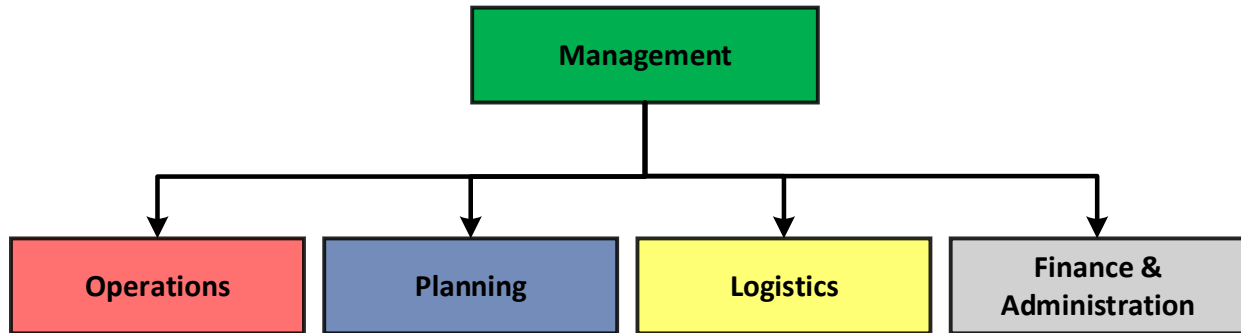 Management
Operations
Planning
Logistics
Finance &
Administration